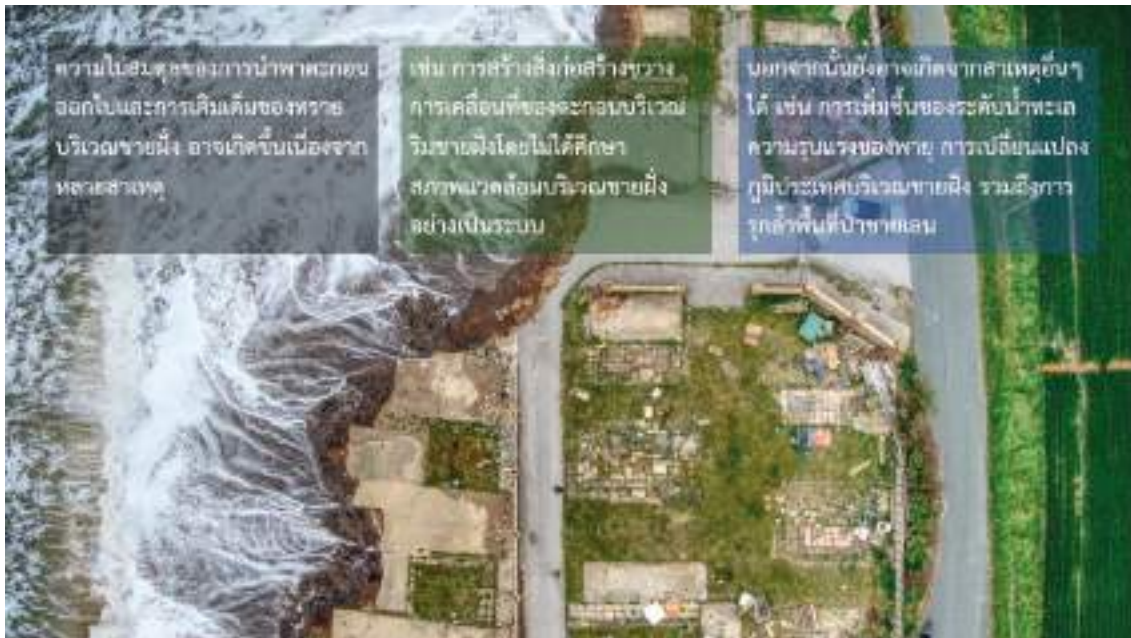 ความไม่สมดุลของการนำพาตะกอน
ออกไปและการเติมเต็มของทราย
บริเวณชายฝั่ง อาจเกิดขึ้นเนื่องจาก
หลายสาเหตุ
เช่น การสร้างสิ่งก่อสร้างขวาง
การเคลื่อนที่ของตะกอนบริเวณ
ริมชายฝั่งโดยไม่ได้ศึกษา
สภาพแวดล้อมบริเวณชายฝั่ง
อย่างเป็นระบบ
นอกจากนั้นยังอาจเกิดจากสาเหตุอื่นๆ
ได้ เช่น การเพิ่มขึ้นของระดับน้ำทะเล
ความรุนแรงของพายุ การเปลี่ยนแปลง
ภูมิประเทศบริเวณชายฝั่ง รวมถึงการ
รุกล้ำพื้นที่ป่าชายเลน